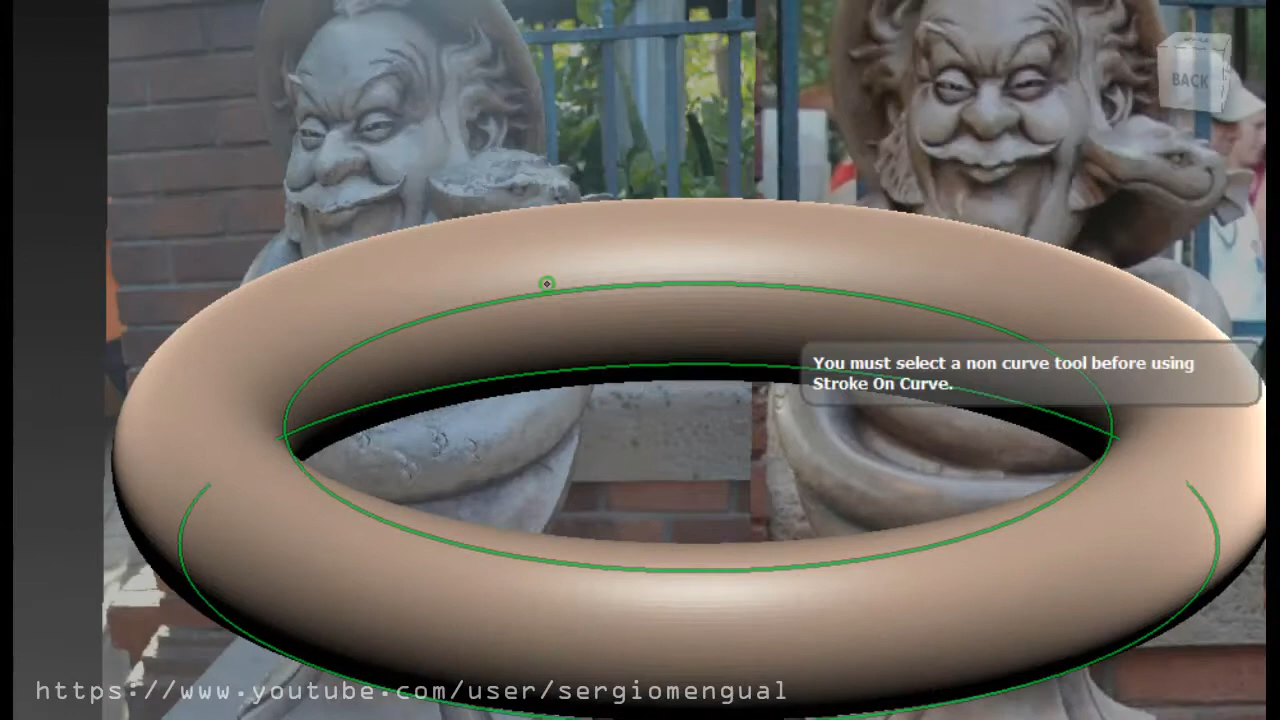 BACK
You must select a non curve tool before using
Stroke On Curve.
https://www.youtube.com/user/sergiomengual